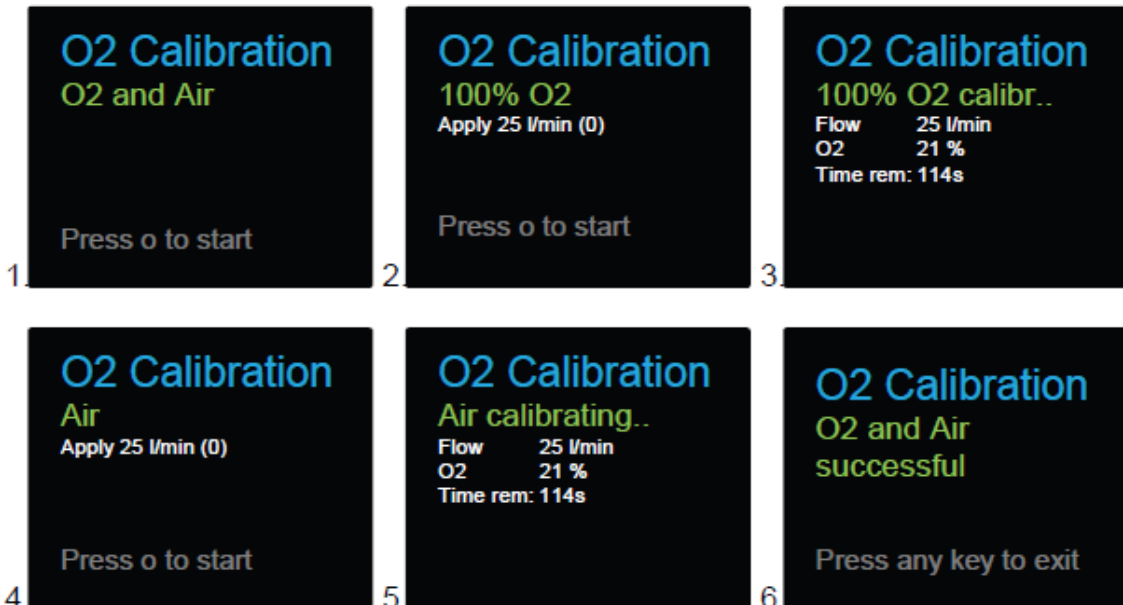 O2 Calibration
O2 and Air
Press o to start
1.
O2 Calibration
100% O2
Apply 25 l/min (0)
Press o to start
2.
O2 Calibration
100% O2 calibr..
Flow 25 l/min
O2 21 %
Time rem: 114s
3.
O2 Calibration
Air
Apply 25 l/min (0)
Press o to start
4
O2 Calibration
Air calibrating..
Flow 25 l/min
O2 21 %
Time rem: 114s
5
O2 Calibration
O2 and Air
successful
Press any key to exit
6